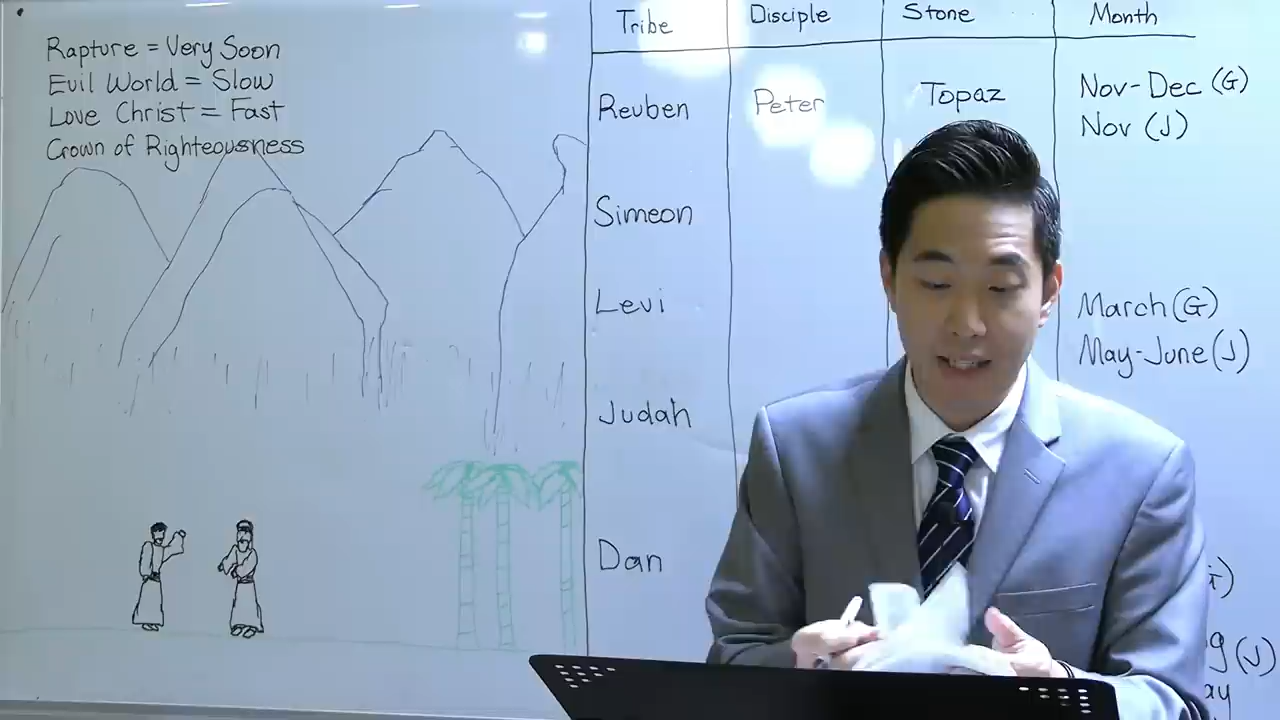 Rapture = Very Soon
Evil World = Slow
Love Christ = Fast
Crown of Righteousness
Tribe Disciple Stone Month
Reuben Peter Topaz Nov-Dec (G)
Nov (J)
Simeon
Levi March (G)
May-June (J)
Judah
Dan
(J)